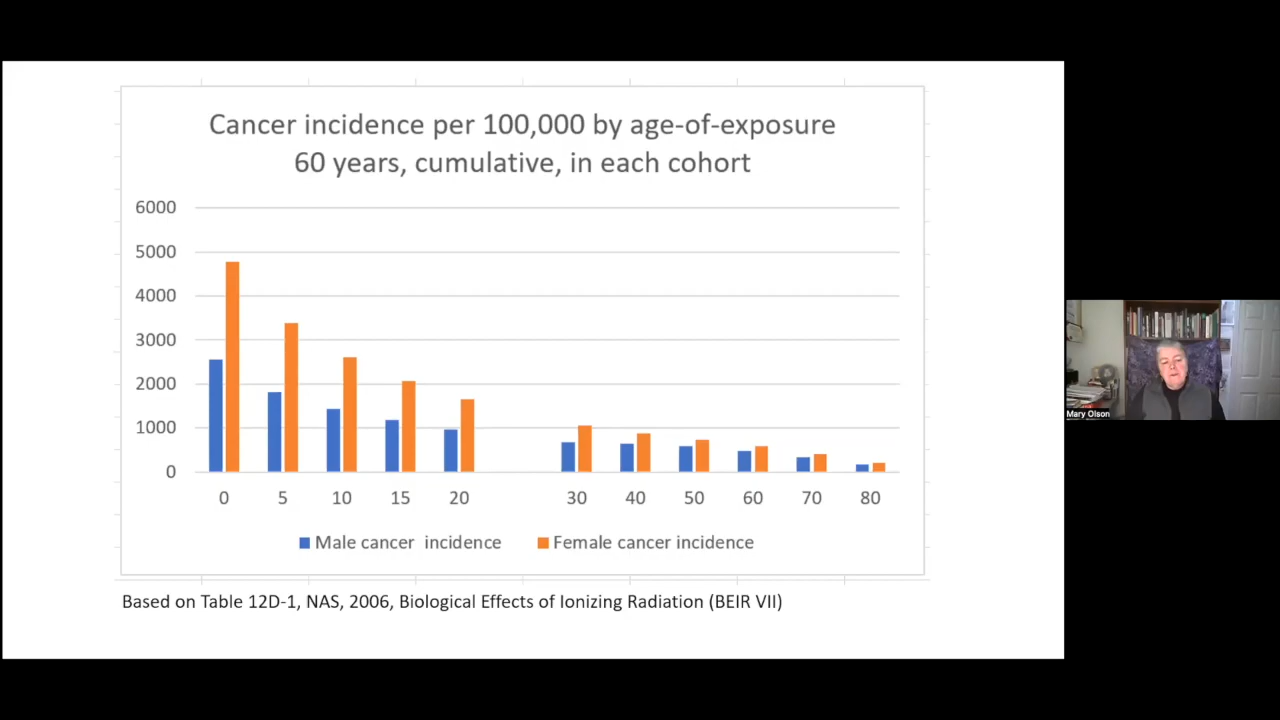 Cancer incidence per 100,000 by age-of-exposure
60 years, cumulative, in each cohort
6000
5000
4000
3000
2000
1000
0
0 5 10 15 20 30 40 50 60 70 80
Male cancer incidence Female cancer incidence
Based on Table 12D-1, NAS, 2006, Biological Effects of Ionizing Radiation (BEIR VII)
Mary Olson